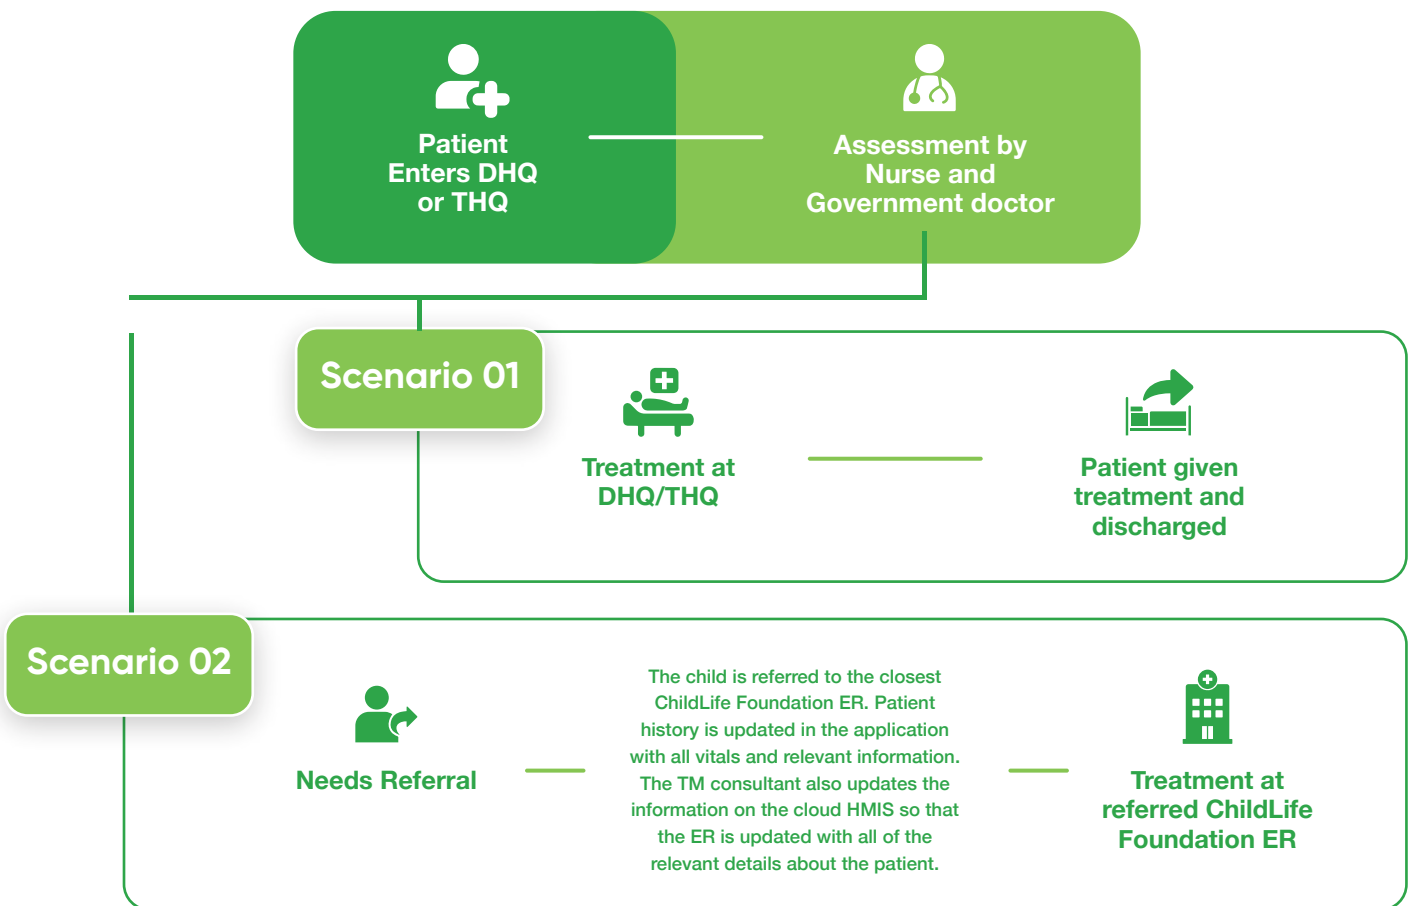 Patient
Enters DHQ
or THQ
Assessment by
Nurse and
Government doctor
Scenario 01
Treatment at
DHQ/THQ
Patient given
treatment and
discharged
Scenario 02
Needs Referral
The child is referred to the closest
ChildLife Foundation ER. Patient
history is updated in the application
with all vitals and relevant information.
The TM consultant also updates the
information on the cloud HMIS so that
the ER is updated with all of the
relevant details about the patient.
Treatment at
referred ChildLife
Foundation ER